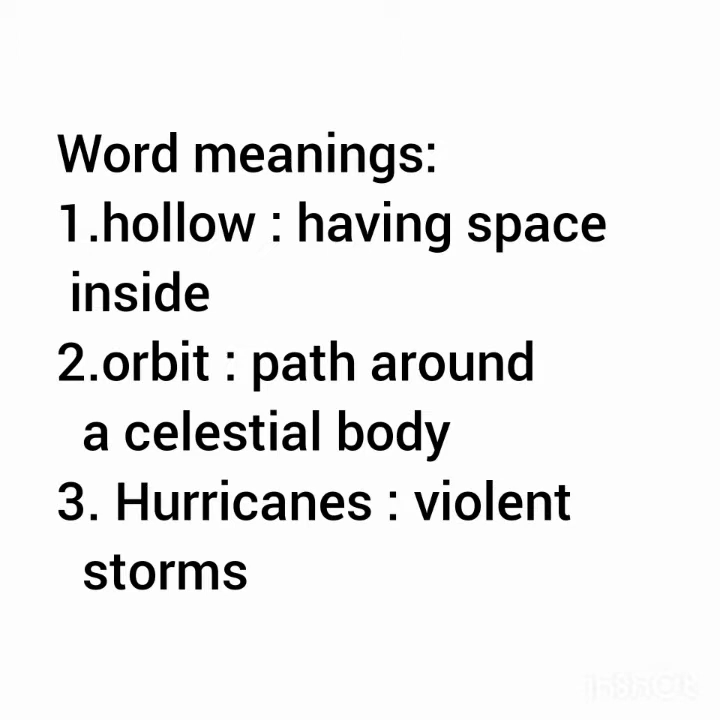 Word meanings:
1.hollow : having space
inside
2.orbit : path around
a celestial body
3. Hurricanes : violent
storms